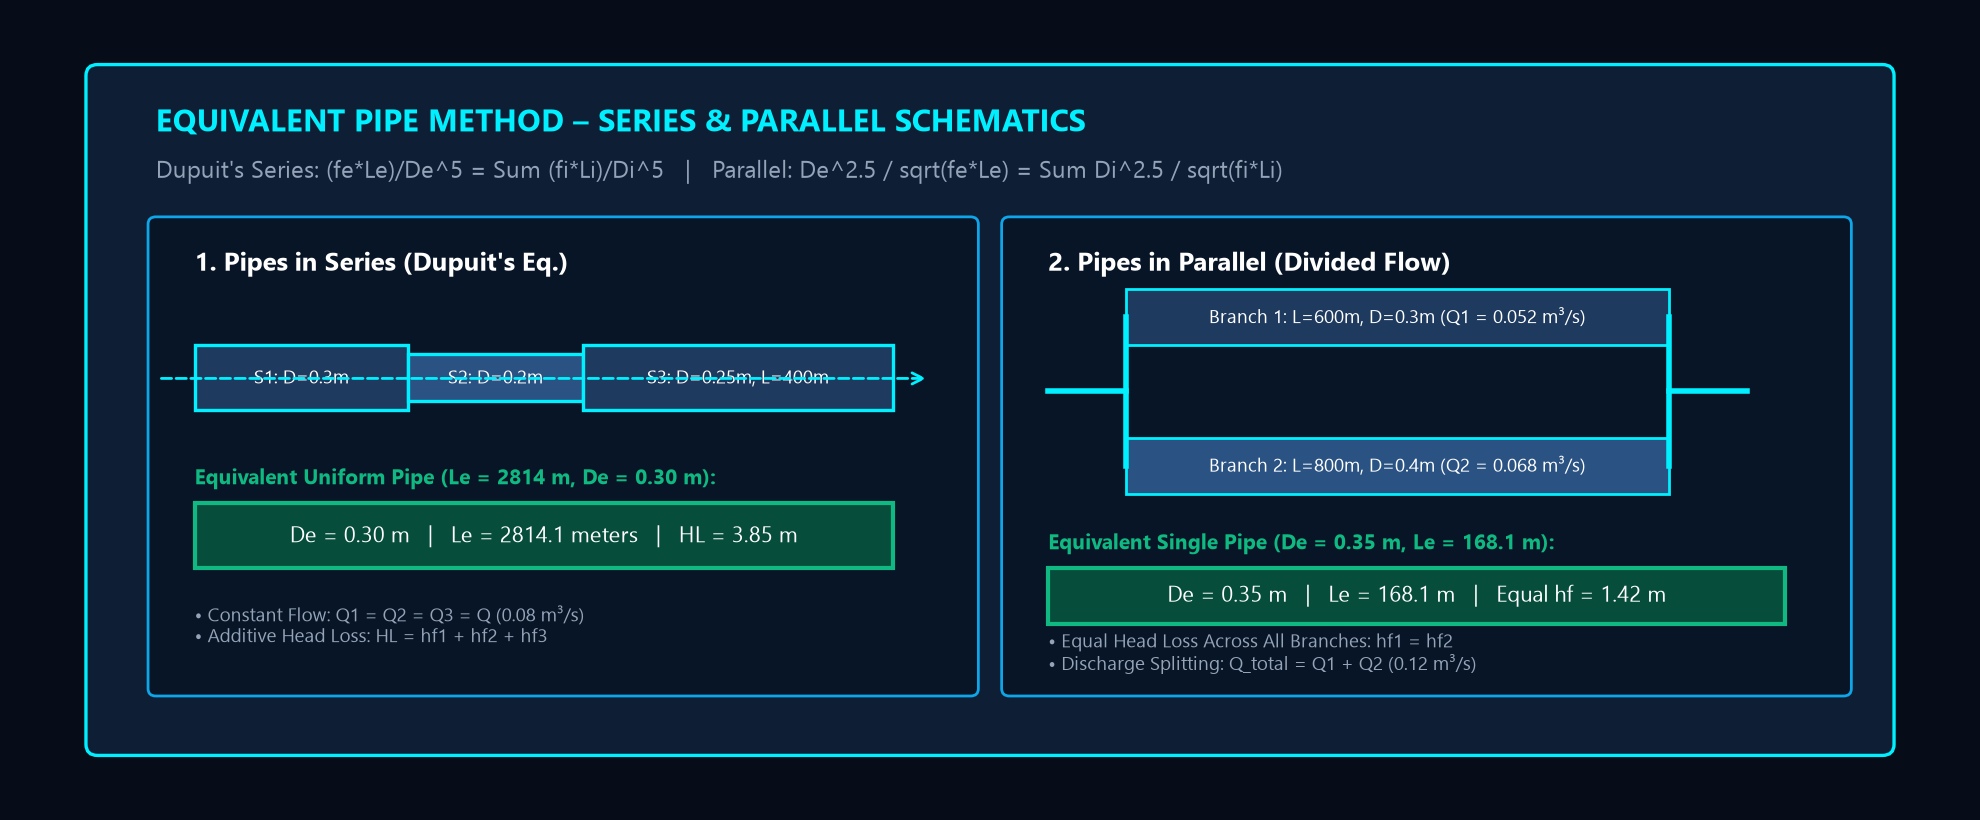 EQUIVALENT PIPE METHOD – SERIES & PARALLEL SCHEMATICS
Dupuit's Series: (fe*Le)/De^5 = Sum (fi*Li)/Di^5 | Parallel: De^2.5 / sqrt(fe*Le) = Sum Di^2.5 / sqrt(fi*Li)
1. Pipes in Series (Dupuit's Eq.)
S1: D=0.3m
S2: D=0.2m
S3: D=0.25m, L=400m
Equivalent Uniform Pipe (Le = 2814 m, De = 0.30 m):
De = 0.30 m | Le = 2814.1 meters | HL = 3.85 m
• Constant Flow: Q1 = Q2 = Q3 = Q (0.08 m³/s)
• Additive Head Loss: HL = hf1 + hf2 + hf3
2. Pipes in Parallel (Divided Flow)
Branch 1: L=600m, D=0.3m (Q1 = 0.052 m³/s)
Branch 2: L=800m, D=0.4m (Q2 = 0.068 m³/s)
Equivalent Single Pipe (De = 0.35 m, Le = 168.1 m):
De = 0.35 m | Le = 168.1 m | Equal hf = 1.42 m
• Equal Head Loss Across All Branches: hf1 = hf2
• Discharge Splitting: Q_total = Q1 + Q2 (0.12 m³/s)